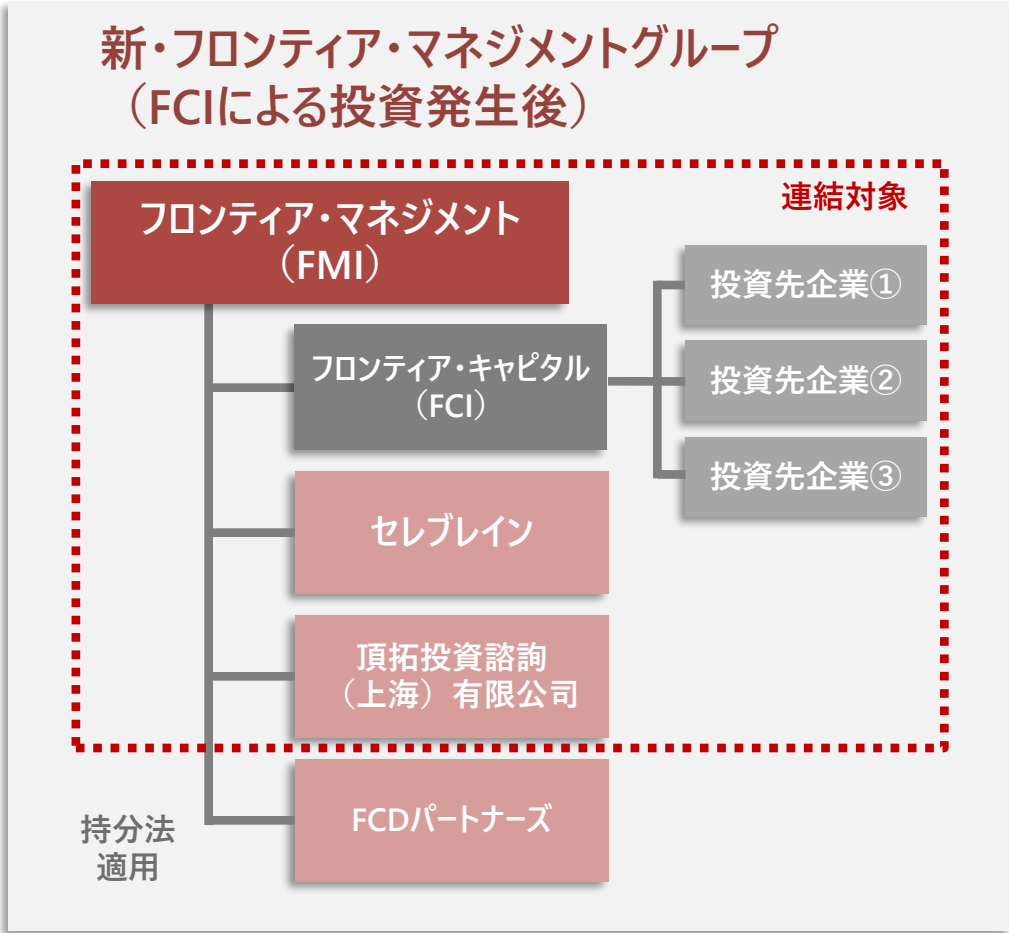 新・フロンティア・マネジメントグループ
（FCIによる投資発生後）
連結対象
フロンティア・マネジメント
（FMI）
投資先企業①
フロンティア・キャピタル
（FCI）
投資先企業②
投資先企業③
セレブレイン
頂拓投資諮詢
（上海）有限公司
FCDパートナーズ
持分法
適用